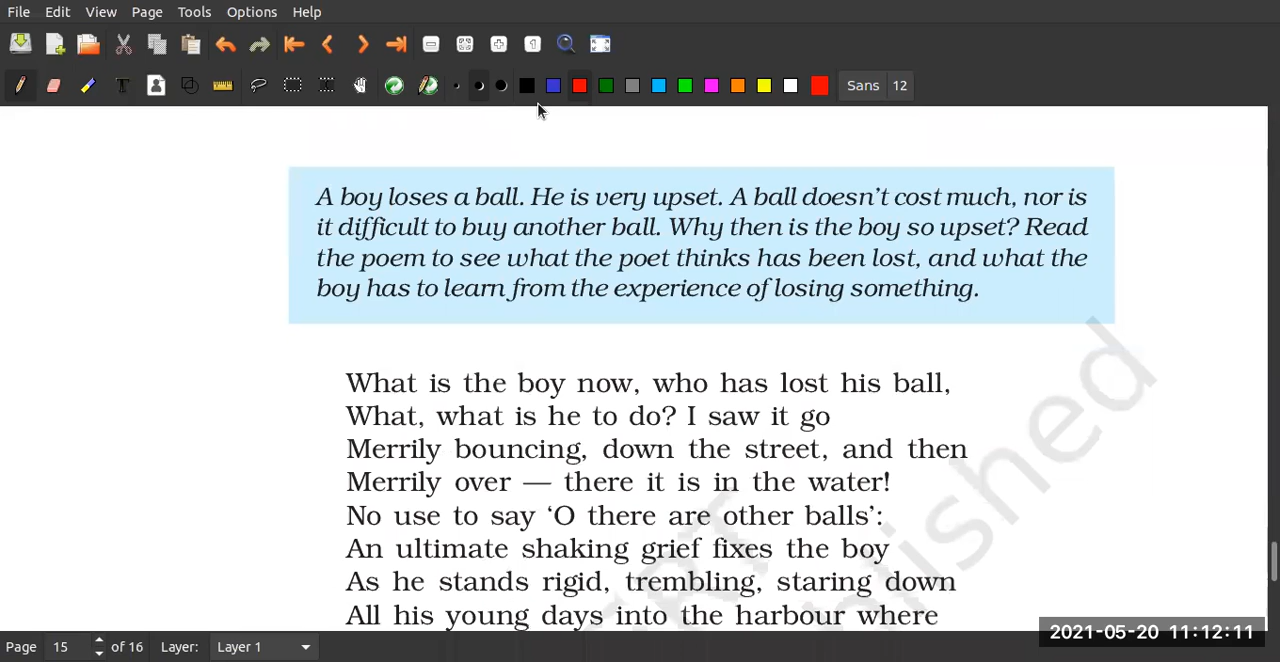 File Edit View Page Tools Options Help
Sans 12
A boy loses a ball. He is very upset. A ball doesn't cost much, nor is
it difficult to buy another ball. Why then is the boy so upset? Read
the poem to see what the poet thinks has been lost, and what the
boy has to learn from the experience of losing something.
What is the boy now, who has lost his ball,
What, what is he to do? I saw it go
Merrily bouncing, down the street, and then
Merrily over — there it is in the water!
No use to say ‘O there are other balls’:
An ultimate shaking grief fixes the boy
As he stands rigid, trembling, staring down
All his young days into the harbour where
2021-05-20 11:12:11
Page 15 of 16 Layer: Layer 1